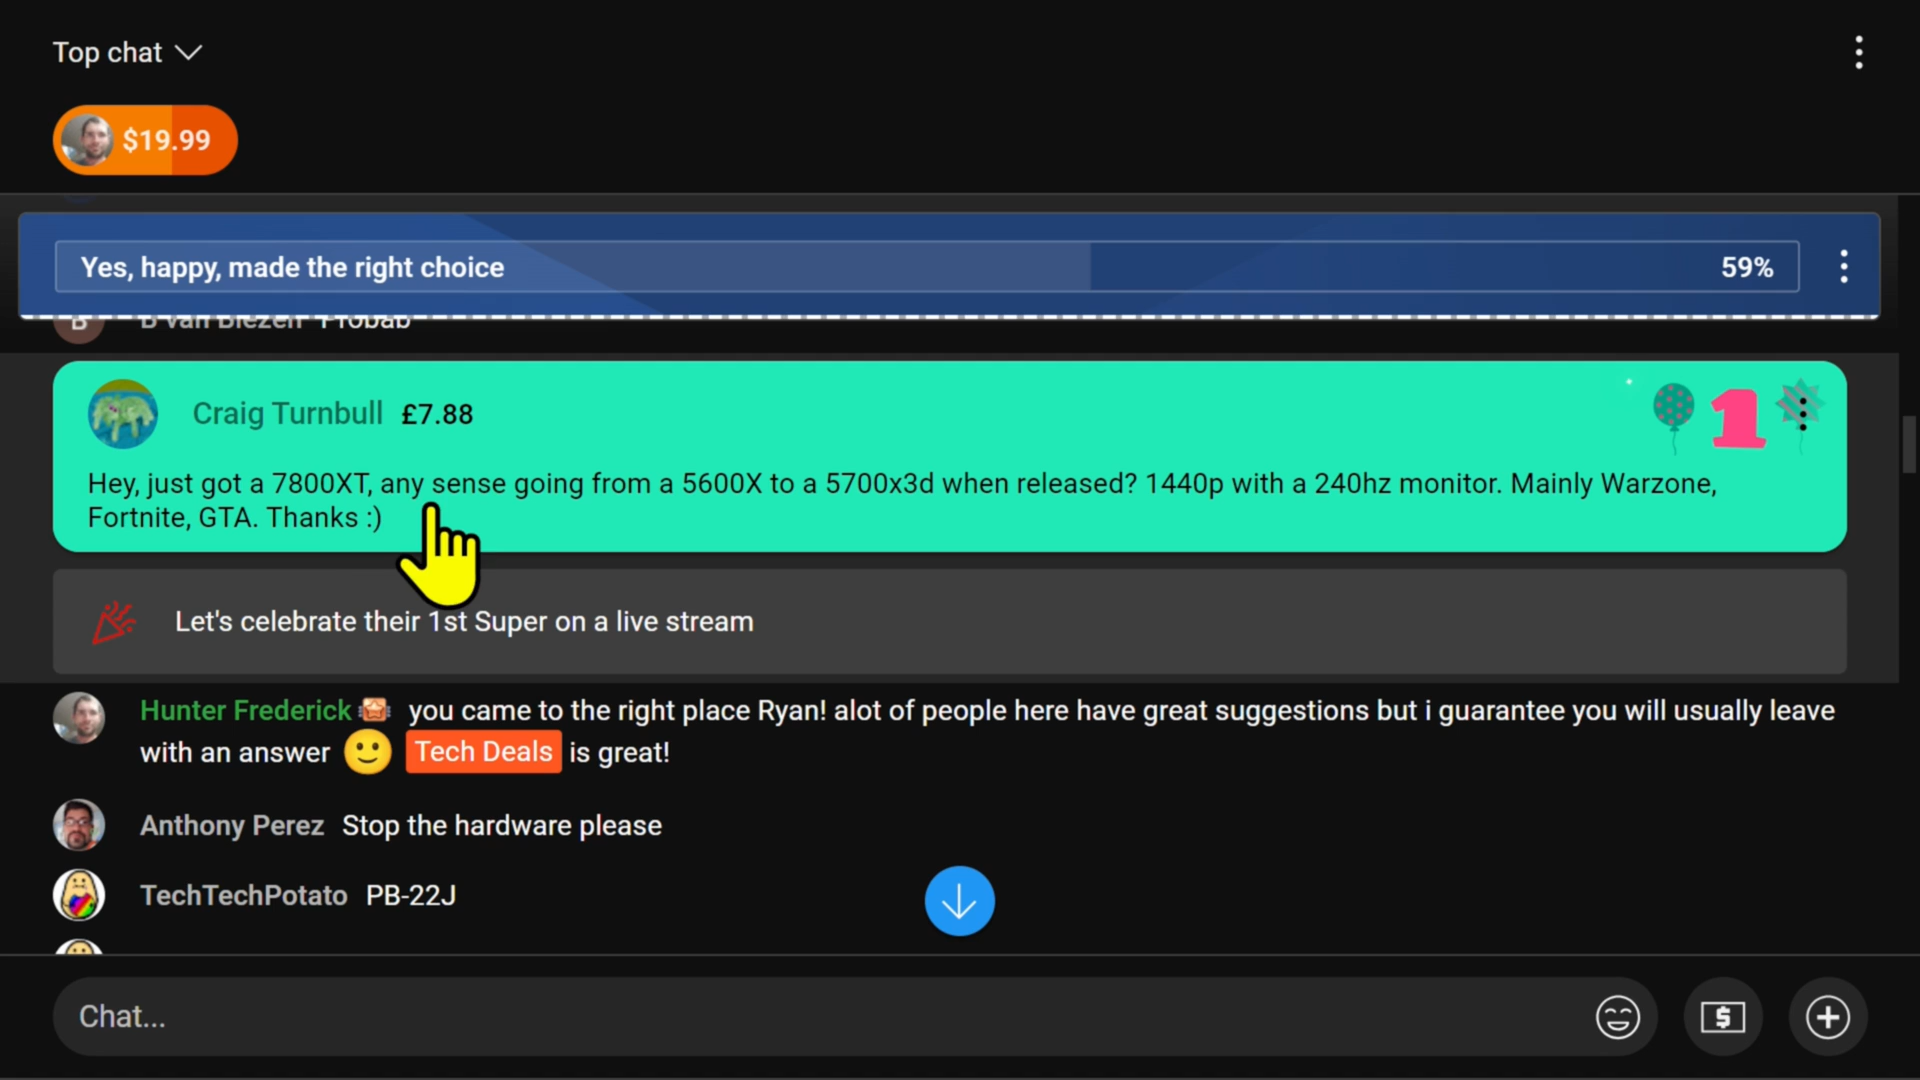 Top chat
$19.99
Yes, happy, made the right choice 59%
B van Biezen Probab
Craig Turnbull £7.88
1
Hey, just got a 7800XT, any sense going from a 5600X to a 5700x3d when released? 1440p with a 240hz monitor. Mainly Warzone,
Fortnite, GTA. Thanks :)
Let's celebrate their 1st Super on a live stream
Hunter Frederick you came to the right place Ryan! alot of people here have great suggestions but i guarantee you will usually leave
with an answer 🙂 Tech Deals is great!
Anthony Perez Stop the hardware please
TechTechPotato PB-22J
Chat...